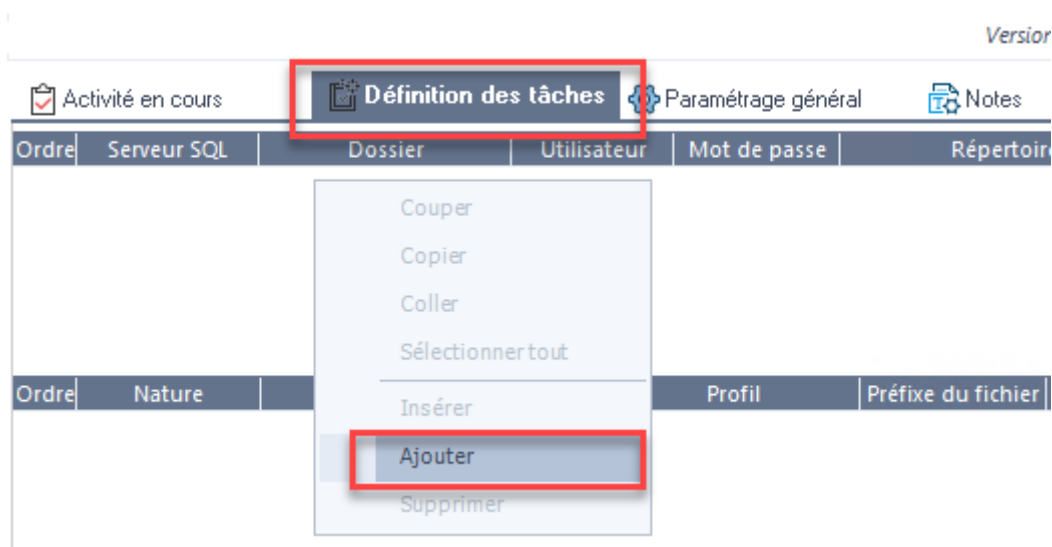 Version
Activité en cours Définition des tâches Paramétrage général Notes
Ordre Serveur SQL Dossier Utilisateur Mot de passe Répertoire
Couper
Copier
Coller
Sélectionner tout
Ordre Nature Profil Préfixe du fichier
Insérer
Ajouter
Supprimer